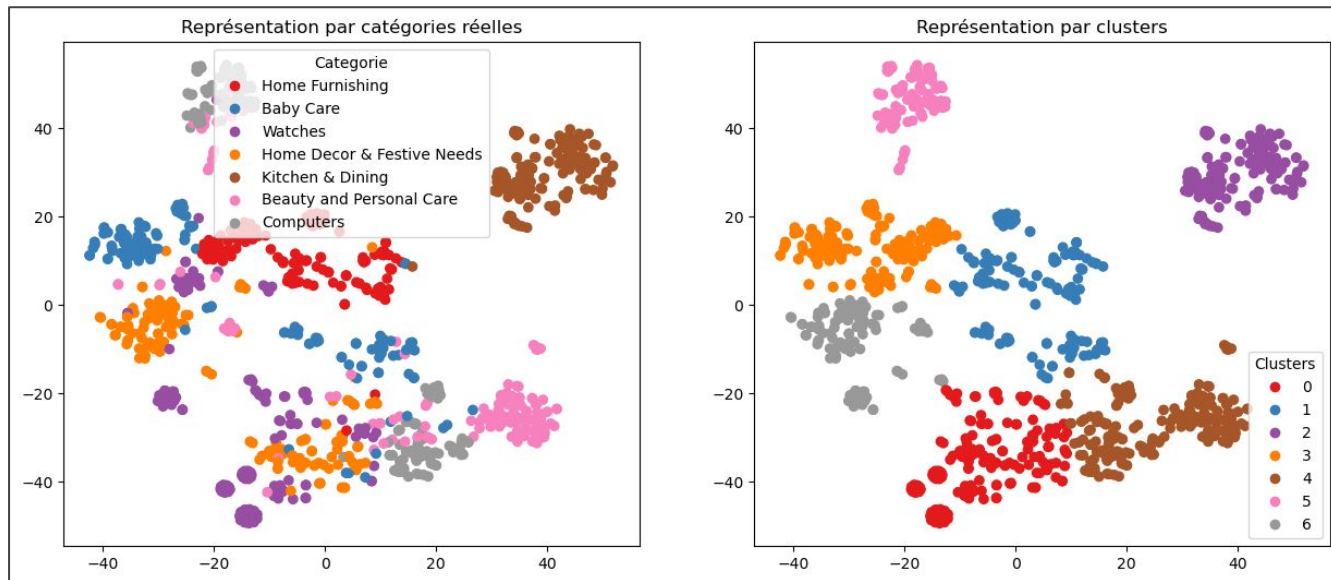 Représentation par catégories réelles
Categorie
Home Furnishing
Baby Care
Watches
Home Decor & Festive Needs
Kitchen & Dining
Beauty and Personal Care
Computers
40
20
0
−20
−40
−40
−20
0
20
40
Représentation par clusters
40
20
0
−20
−40
Clusters
0
1
2
3
4
5
6
−40
−20
0
20
40